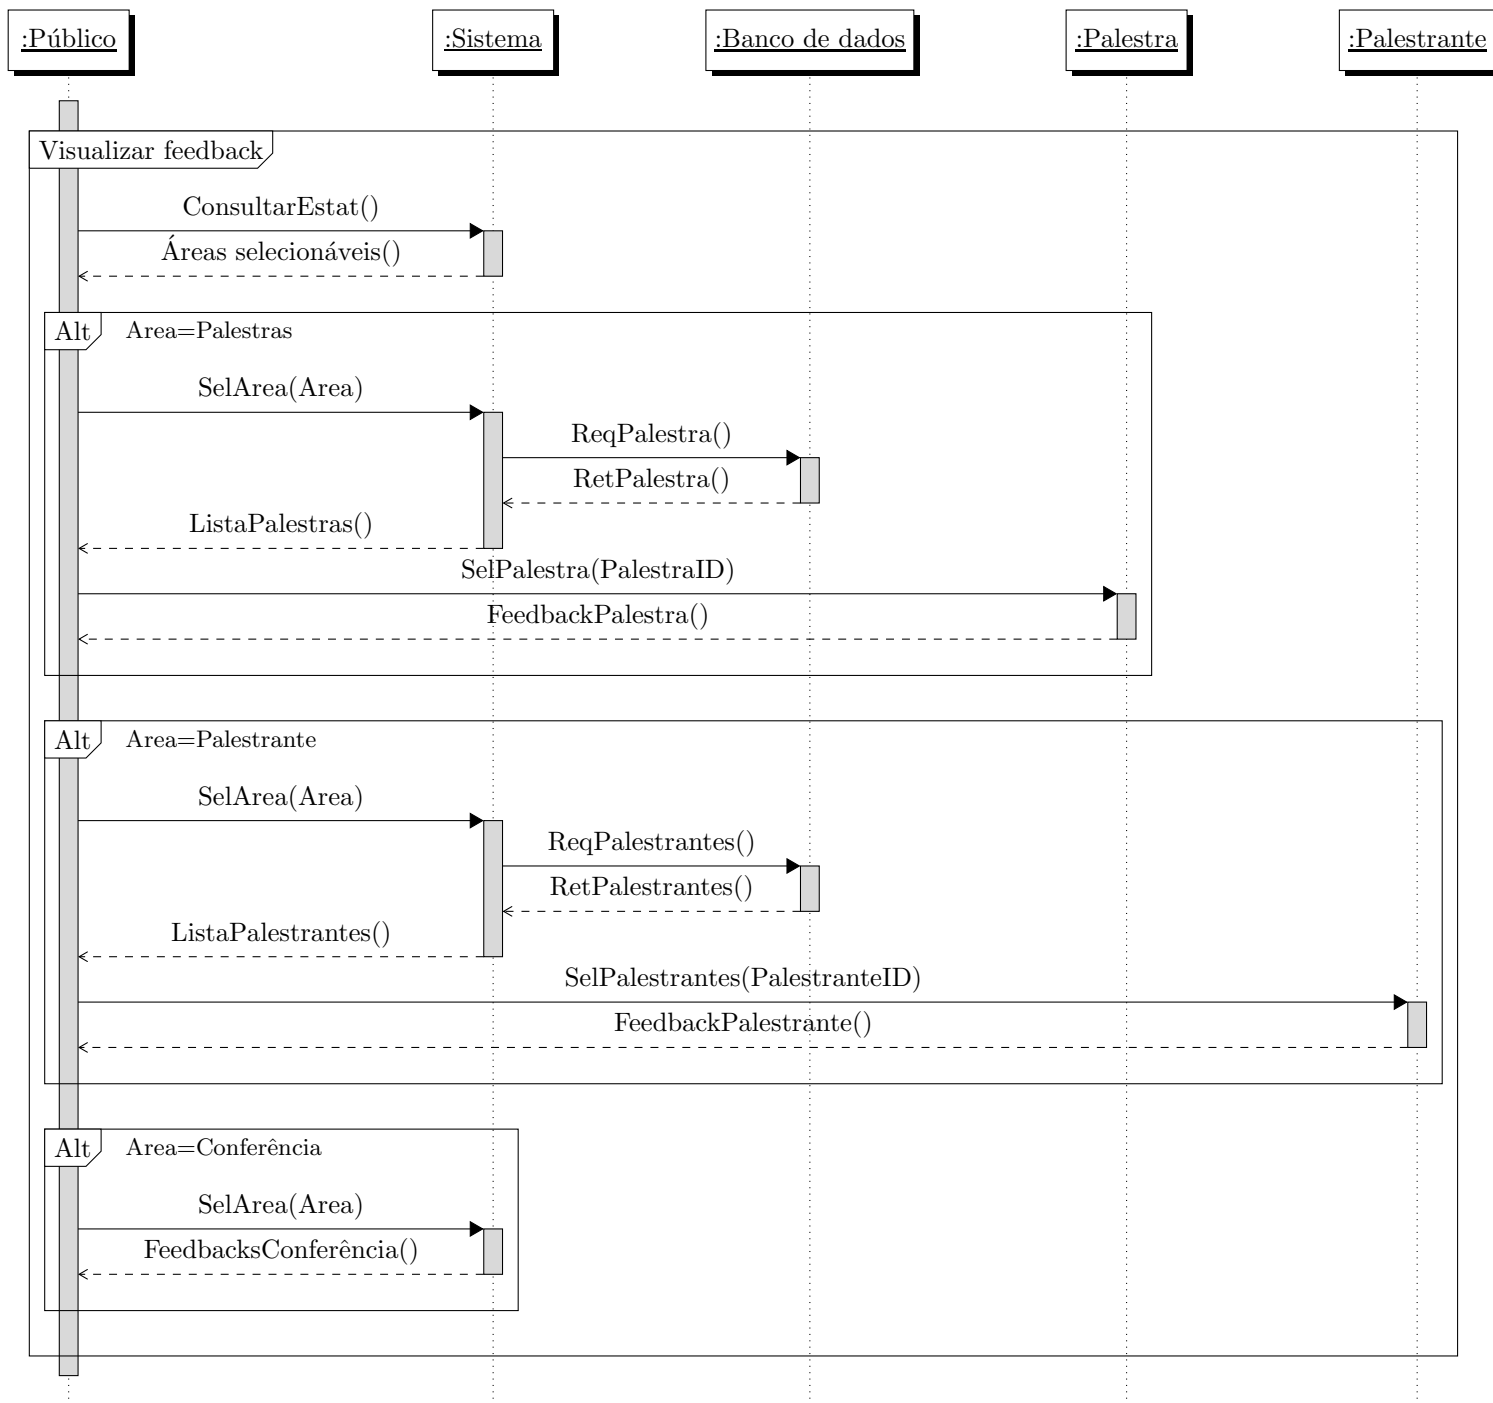 :Público
:Sistema
:Banco de dados
:Palestra
:Palestrante
Visualizar feedback
ConsultarEstat()
Áreas selecionáveis()
Alt
Area=Palestras
SelArea(Area)
ReqPalestra()
RetPalestra()
ListaPalestras()
SelPalestra(PalestraID)
FeedbackPalestra()
Alt
Area=Palestrante
SelArea(Area)
ReqPalestrantes()
RetPalestrantes()
ListaPalestrantes()
SelPalestrantes(PalestranteID)
FeedbackPalestrante()
Alt
Area=Conferência
SelArea(Area)
FeedbacksConferência()